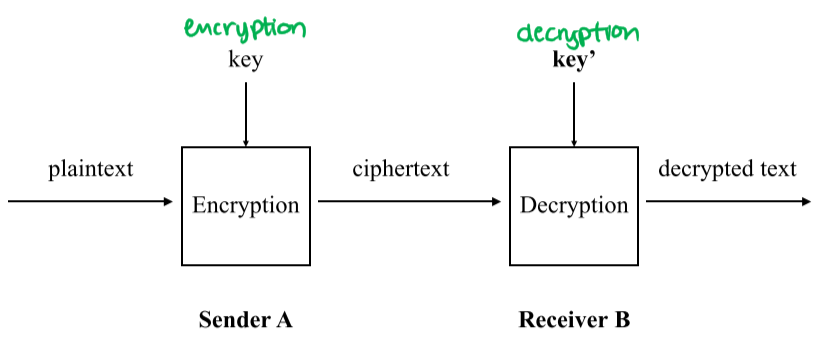 encryption
key
decryption
key’
plaintext
Encryption
ciphertext
Decryption
decrypted text
Sender A
Receiver B